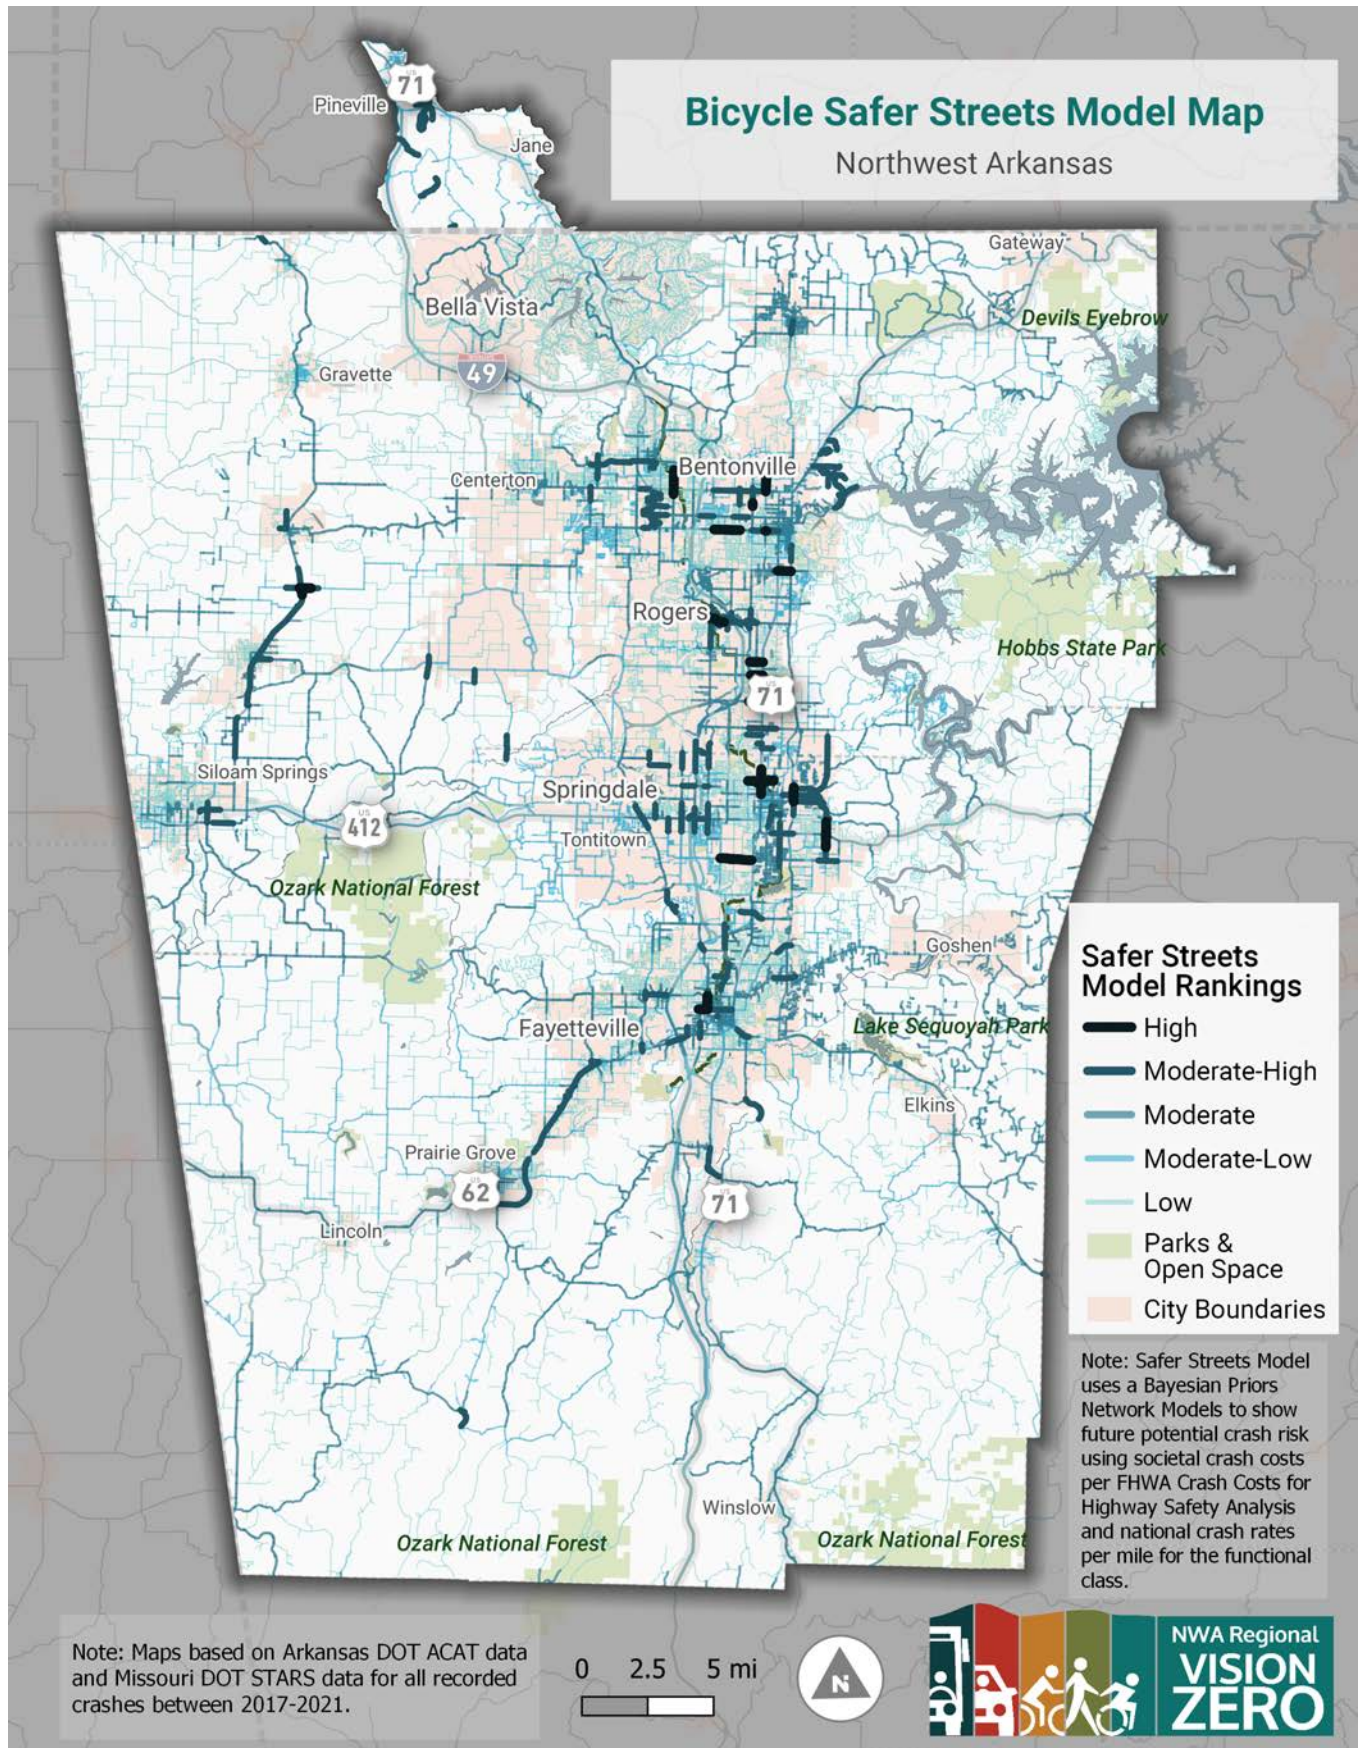 Bicycle Safer Streets Model Map
Northwest Arkansas
US
71
Pineville
Jane
Gateway
Bella Vista
Devils Eyebrow
49
Gravette
Bentonville
Centerton
Rogers
Hobbs State Park
US
71
Siloam Springs
Springdale
US
412
Tontitown
Ozark National Forest
Goshen
Fayetteville
Lake Sequoyah Park
Elkins
Prairie Grove
US
62
US
71
Lincoln
Winslow
Ozark National Forest
Ozark National Forest
Safer Streets
Model Rankings
High
Moderate-High
Moderate
Moderate-Low
Low
Parks &
Open Space
City Boundaries
Note: Safer Streets Model
uses a Bayesian Priors
Network Models to show
future potential crash risk
using societal crash costs
per FHWA Crash Costs for
Highway Safety Analysis
and national crash rates
per mile for the functional
class.
Note: Maps based on Arkansas DOT ACAT data
and Missouri DOT STARS data for all recorded
crashes between 2017-2021.
0 2.5 5 mi
N
NWA Regional
VISION
ZERO